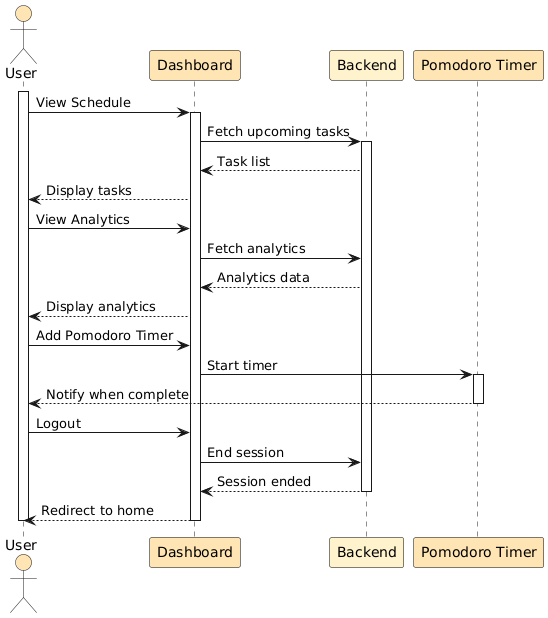 User
Dashboard
Backend
Pomodoro Timer
View Schedule
Fetch upcoming tasks
Task list
Display tasks
View Analytics
Fetch analytics
Analytics data
Display analytics
Add Pomodoro Timer
Start timer
Notify when complete
Logout
End session
Session ended
Redirect to home
User
Dashboard
Backend
Pomodoro Timer